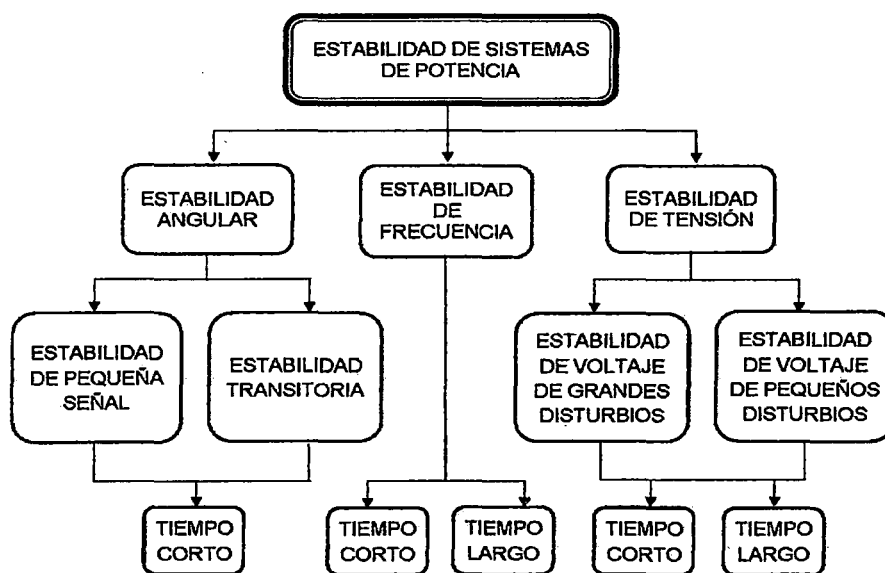 ESTABILIDAD DE SISTEMAS
DE POTENCIA
ESTABILIDAD
ANGULAR
ESTABILIDAD
DE
FRECUENCIA
ESTABILIDAD
DE TENSIÓN
ESTABILIDAD
DE PEQUEÑA
SEÑAL
ESTABILIDAD
TRANSITORIA
ESTABILIDAD
DE VOLTAJE
DE GRANDES
DISTURBIOS
ESTABILIDAD
DE VOLTAJE
DE PEQUEÑOS
DISTURBIOS
TIEMPO
CORTO
TIEMPO
CORTO
TIEMPO
LARGO
TIEMPO
CORTO
TIEMPO
LARGO